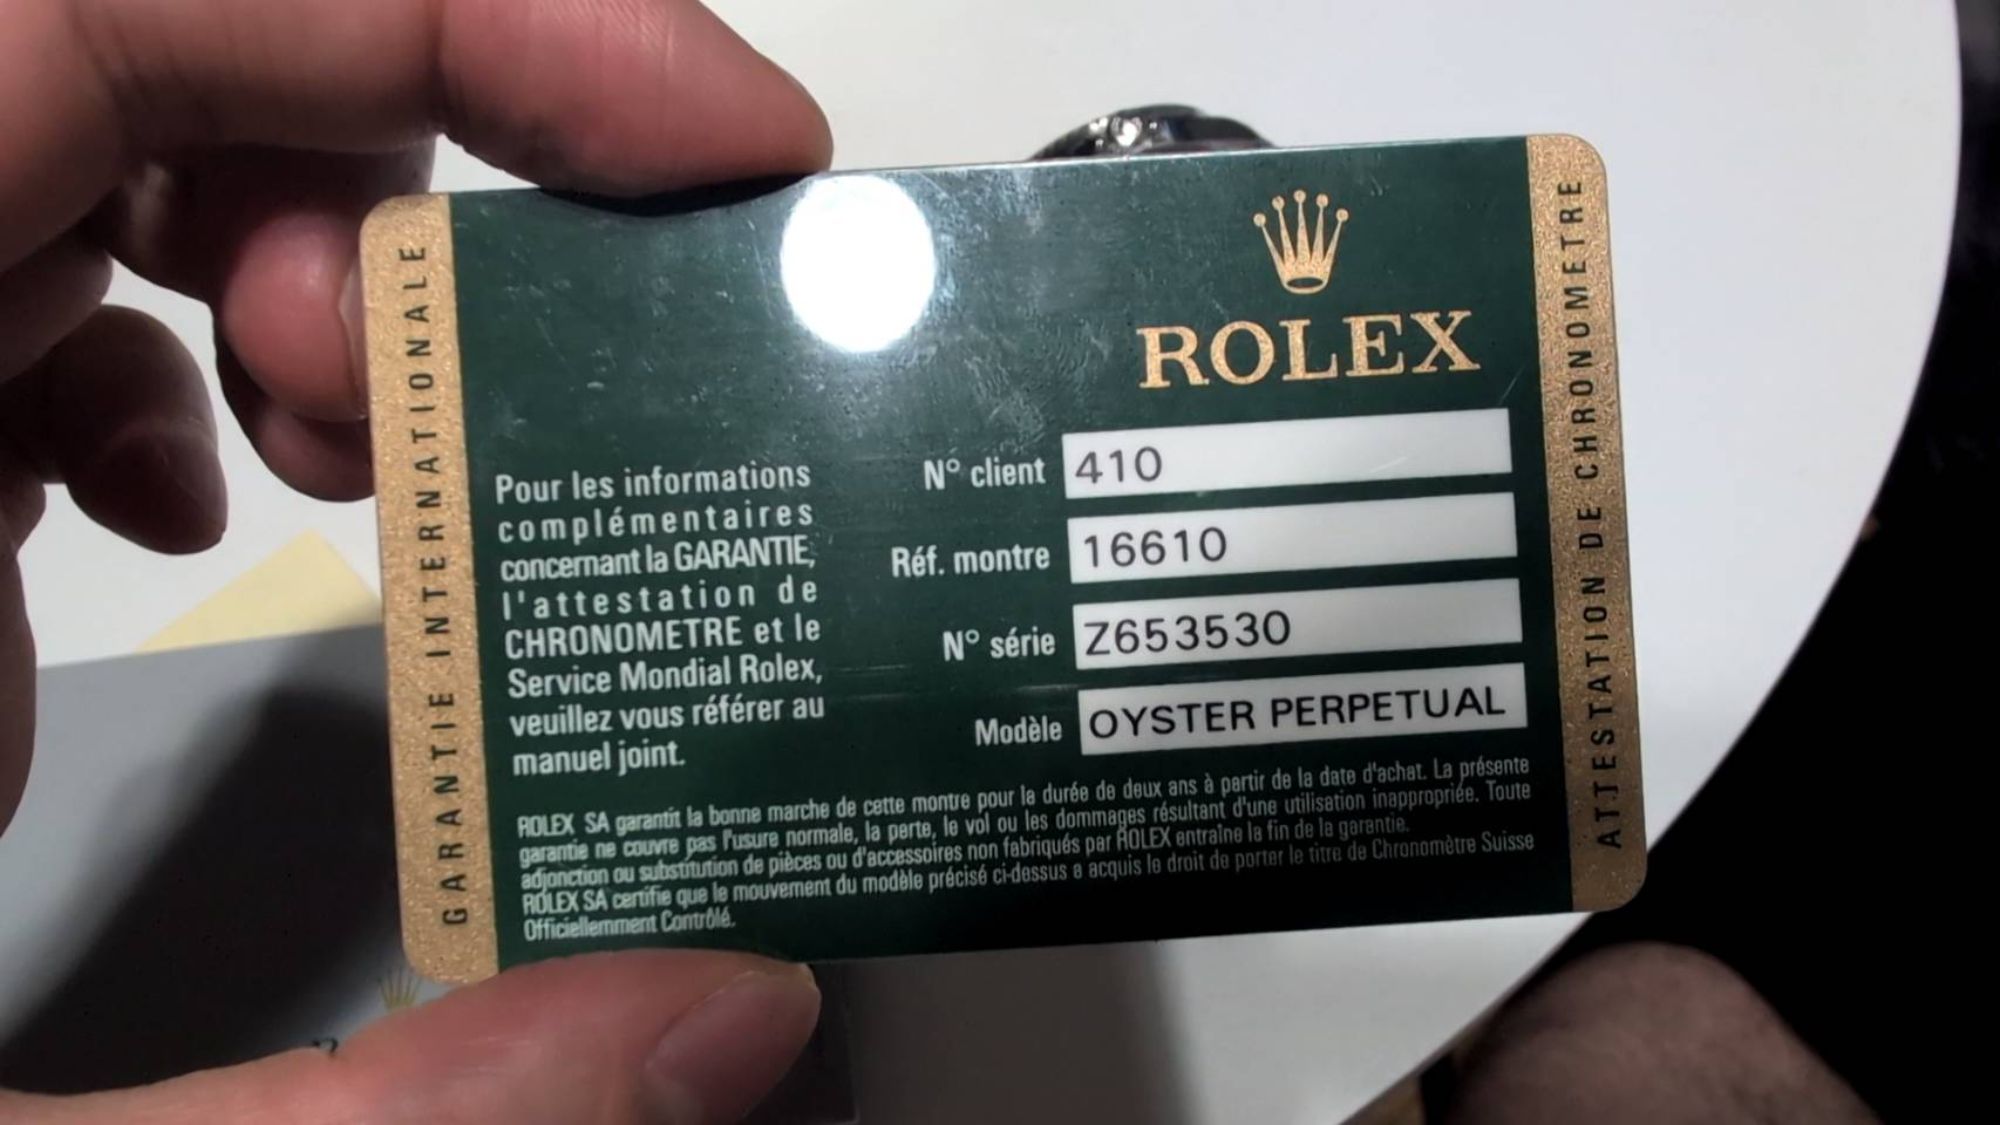 GARANTIE INTERNATIONALE
ROLEX
Pour les informations
complémentaires
concernant la GARANTIE,
l'attestation de
CHRONOMETRE et le
Service Mondial Rolex,
veuillez vous référer au
manuel joint.
N° client 410
Réf. montre 16610
N° série Z653530
Modèle OYSTER PERPETUAL
ROLEX SA garantit la bonne marche de cette montre pour la durée de deux ans à partir de la date d'achat. La présente
garantie ne couvre pas l'usure normale, la perte, le vol ou les dommages résultant d'une utilisation inappropriée. Toute
adjonction ou substitution de pièces ou d'accessoires non fabriqués par ROLEX entraîne la fin de la garantie.
ROLEX SA certifie que le mouvement du modèle précisé ci-dessus a acquis le droit de porter le titre de Chronomètre Suisse
Officiellemment Contrôlé.
ATTESTATION DE CHRONOMETRE